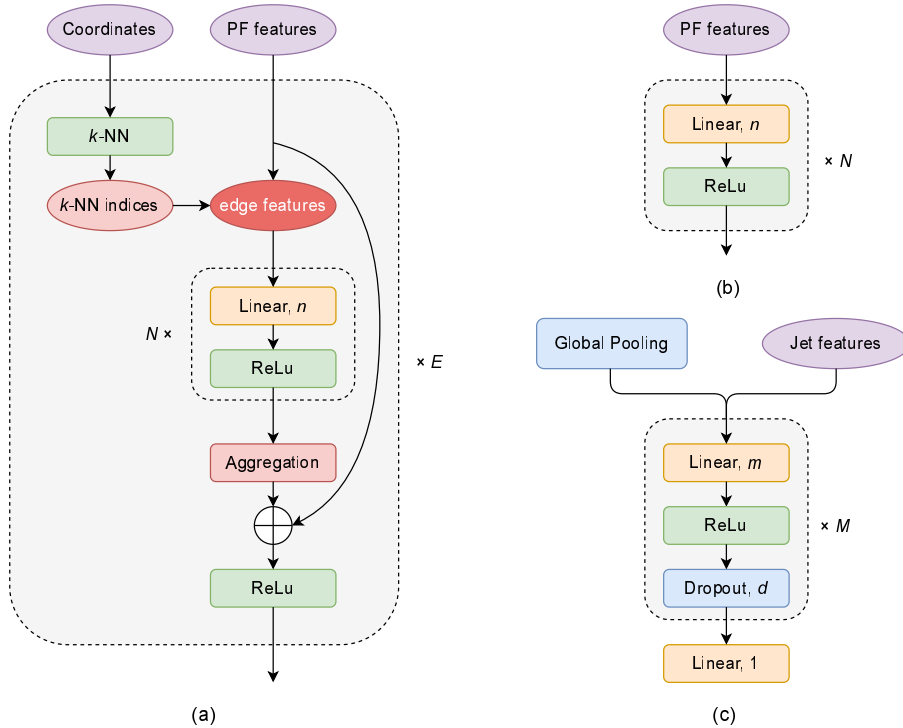 Coordinates
PF features
k-NN
k-NN indices
edge features
Linear, n
N ×
ReLu
× E
Aggregation
ReLu
(a)
PF features
Linear, n
× N
ReLu
(b)
Global Pooling
Jet features
Linear, m
ReLu
× M
Dropout, d
Linear, 1
(c)